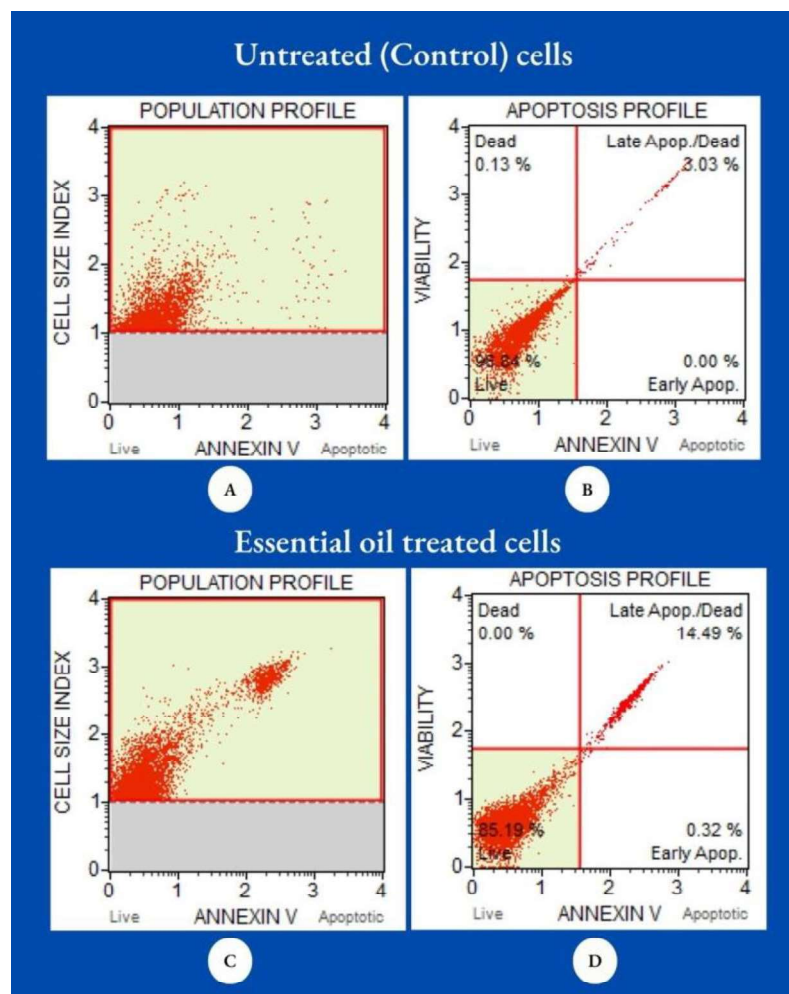 Untreated (Control) cells
POPULATION PROFILE
4
3
2
1
0
CELL SIZE INDEX
0 1 2 3 4
Live ANNEXIN V Apoptotic
A
APOPTOSIS PROFILE
4
3
2
1
0
VIABILITY
Dead
0.13 %
Late Apop./Dead
3.03 %
96.84 %
Live
0.00 %
Early Apop.
0 1 2 3 4
Live ANNEXIN V Apoptotic
B
Essential oil treated cells
POPULATION PROFILE
4
3
2
1
0
CELL SIZE INDEX
0 1 2 3 4
Live ANNEXIN V Apoptotic
C
APOPTOSIS PROFILE
4
3
2
1
0
VIABILITY
Dead
0.00 %
Late Apop./Dead
14.49 %
85.19 %
Live
0.32 %
Early Apop.
0 1 2 3 4
Live ANNEXIN V Apoptotic
D